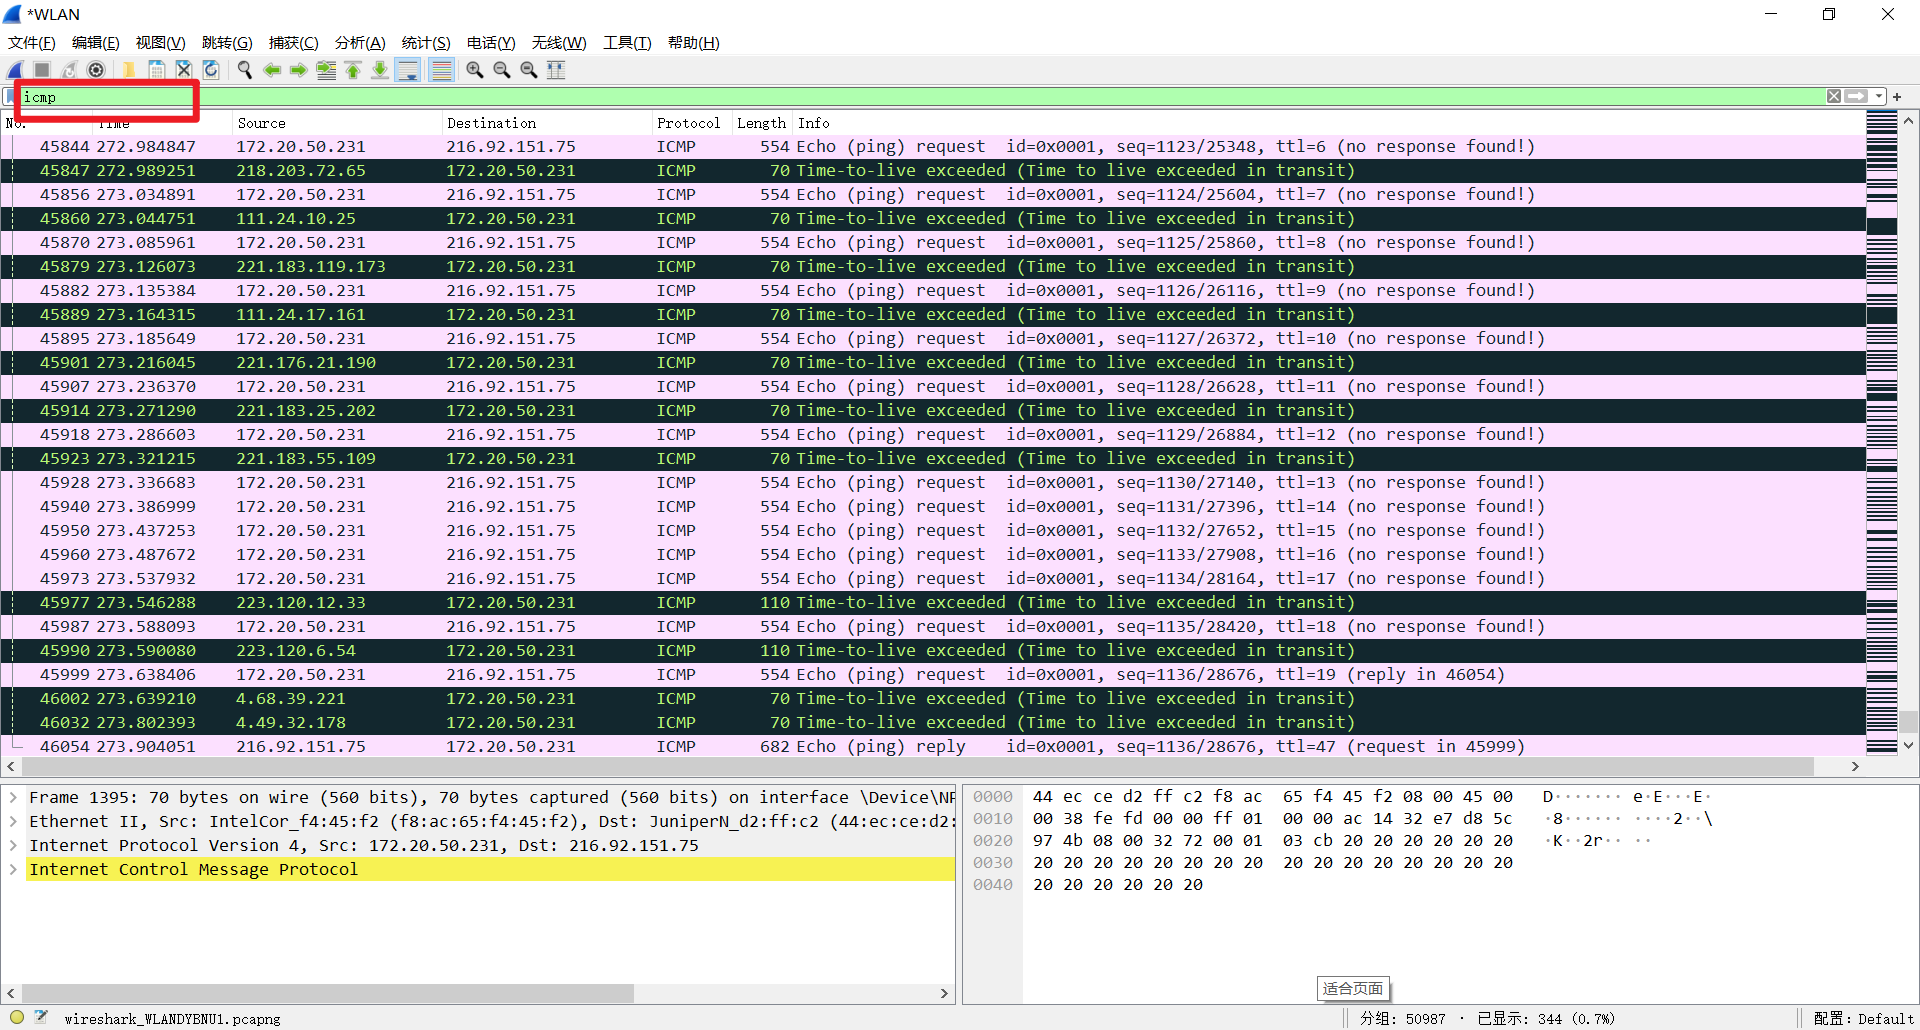 *WLAN
文件(F) 编辑(E) 视图(V) 跳转(G) 捕获(C) 分析(A) 统计(S) 电话(Y) 无线(W) 工具(T) 帮助(H)
icmp
No. Time Source Destination Protocol Length Info
45844 272.984847 172.20.50.231 216.92.151.75 ICMP 554 Echo (ping) request id=0x0001, seq=1123/25348, ttl=6 (no response found!)
45847 272.989251 218.203.72.65 172.20.50.231 ICMP 70 Time-to-live exceeded (Time to live exceeded in transit)
45856 273.034891 172.20.50.231 216.92.151.75 ICMP 554 Echo (ping) request id=0x0001, seq=1124/25604, ttl=7 (no response found!)
45860 273.044751 111.24.10.25 172.20.50.231 ICMP 70 Time-to-live exceeded (Time to live exceeded in transit)
45870 273.085961 172.20.50.231 216.92.151.75 ICMP 554 Echo (ping) request id=0x0001, seq=1125/25860, ttl=8 (no response found!)
45879 273.126073 221.183.119.173 172.20.50.231 ICMP 70 Time-to-live exceeded (Time to live exceeded in transit)
45882 273.135384 172.20.50.231 216.92.151.75 ICMP 554 Echo (ping) request id=0x0001, seq=1126/26116, ttl=9 (no response found!)
45889 273.164315 111.24.17.161 172.20.50.231 ICMP 70 Time-to-live exceeded (Time to live exceeded in transit)
45895 273.185649 172.20.50.231 216.92.151.75 ICMP 554 Echo (ping) request id=0x0001, seq=1127/26372, ttl=10 (no response found!)
45901 273.216045 221.176.21.190 172.20.50.231 ICMP 70 Time-to-live exceeded (Time to live exceeded in transit)
45907 273.236370 172.20.50.231 216.92.151.75 ICMP 554 Echo (ping) request id=0x0001, seq=1128/26628, ttl=11 (no response found!)
45914 273.271290 221.183.25.202 172.20.50.231 ICMP 70 Time-to-live exceeded (Time to live exceeded in transit)
45918 273.286603 172.20.50.231 216.92.151.75 ICMP 554 Echo (ping) request id=0x0001, seq=1129/26884, ttl=12 (no response found!)
45923 273.321215 221.183.55.109 172.20.50.231 ICMP 70 Time-to-live exceeded (Time to live exceeded in transit)
45928 273.336683 172.20.50.231 216.92.151.75 ICMP 554 Echo (ping) request id=0x0001, seq=1130/27140, ttl=13 (no response found!)
45940 273.386999 172.20.50.231 216.92.151.75 ICMP 554 Echo (ping) request id=0x0001, seq=1131/27396, ttl=14 (no response found!)
45950 273.437253 172.20.50.231 216.92.151.75 ICMP 554 Echo (ping) request id=0x0001, seq=1132/27652, ttl=15 (no response found!)
45960 273.487672 172.20.50.231 216.92.151.75 ICMP 554 Echo (ping) request id=0x0001, seq=1133/27908, ttl=16 (no response found!)
45973 273.537932 172.20.50.231 216.92.151.75 ICMP 554 Echo (ping) request id=0x0001, seq=1134/28164, ttl=17 (no response found!)
45977 273.546288 223.120.12.33 172.20.50.231 ICMP 110 Time-to-live exceeded (Time to live exceeded in transit)
45987 273.588093 172.20.50.231 216.92.151.75 ICMP 554 Echo (ping) request id=0x0001, seq=1135/28420, ttl=18 (no response found!)
45990 273.590080 223.120.6.54 172.20.50.231 ICMP 110 Time-to-live exceeded (Time to live exceeded in transit)
45999 273.638406 172.20.50.231 216.92.151.75 ICMP 554 Echo (ping) request id=0x0001, seq=1136/28676, ttl=19 (reply in 46054)
46002 273.639210 4.68.39.221 172.20.50.231 ICMP 70 Time-to-live exceeded (Time to live exceeded in transit)
46032 273.802393 4.49.32.178 172.20.50.231 ICMP 70 Time-to-live exceeded (Time to live exceeded in transit)
46054 273.904051 216.92.151.75 172.20.50.231 ICMP 682 Echo (ping) reply id=0x0001, seq=1136/28676, ttl=47 (request in 45999)
Frame 1395: 70 bytes on wire (560 bits), 70 bytes captured (560 bits) on interface \Device\NP
Ethernet II, Src: IntelCor_f4:45:f2 (f8:ac:65:f4:45:f2), Dst: JuniperN_d2:ff:c2 (44:ec:ce:d2:
Internet Protocol Version 4, Src: 172.20.50.231, Dst: 216.92.151.75
Internet Control Message Protocol
0000 44 ec ce d2 ff c2 f8 ac 65 f4 45 f2 08 00 45 00 D······· e·E···E·
0010 00 38 fe fd 00 00 ff 01 00 00 ac 14 32 e7 d8 5c ·8······ ····2··\
0020 97 4b 08 00 32 72 00 01 03 cb 20 20 20 20 20 20 ·K··2r·· ··
0030 20 20 20 20 20 20 20 20 20 20 20 20 20 20 20 20
0040 20 20 20 20 20 20
适合页面
wireshark_WLANDYBNU1.pcapng 分组: 50987 · 已显示: 344 (0.7%) 配置: Default